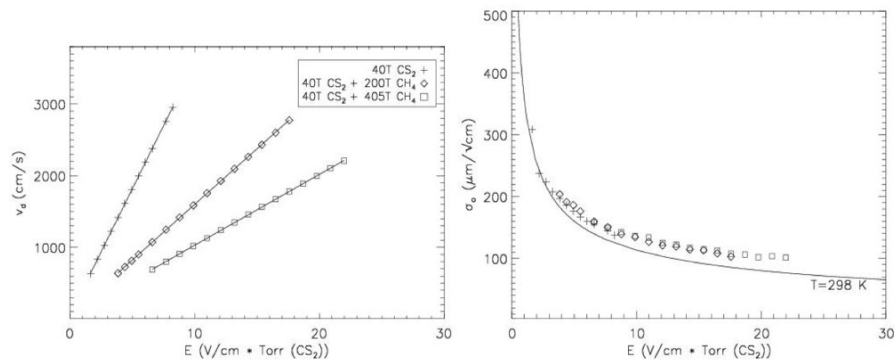 3000
2000
1000
0
0
10
20
30
v_d (cm/s)
E (V/cm * Torr (CS₂))
40T CS₂ +
40T CS₂ + 200T CH₄ ◇
40T CS₂ + 405T CH₄ □
500
400
300
200
100
0
10
20
30
σ₀ (μm/√cm)
E (V/cm * Torr (CS₂))
T=298 K